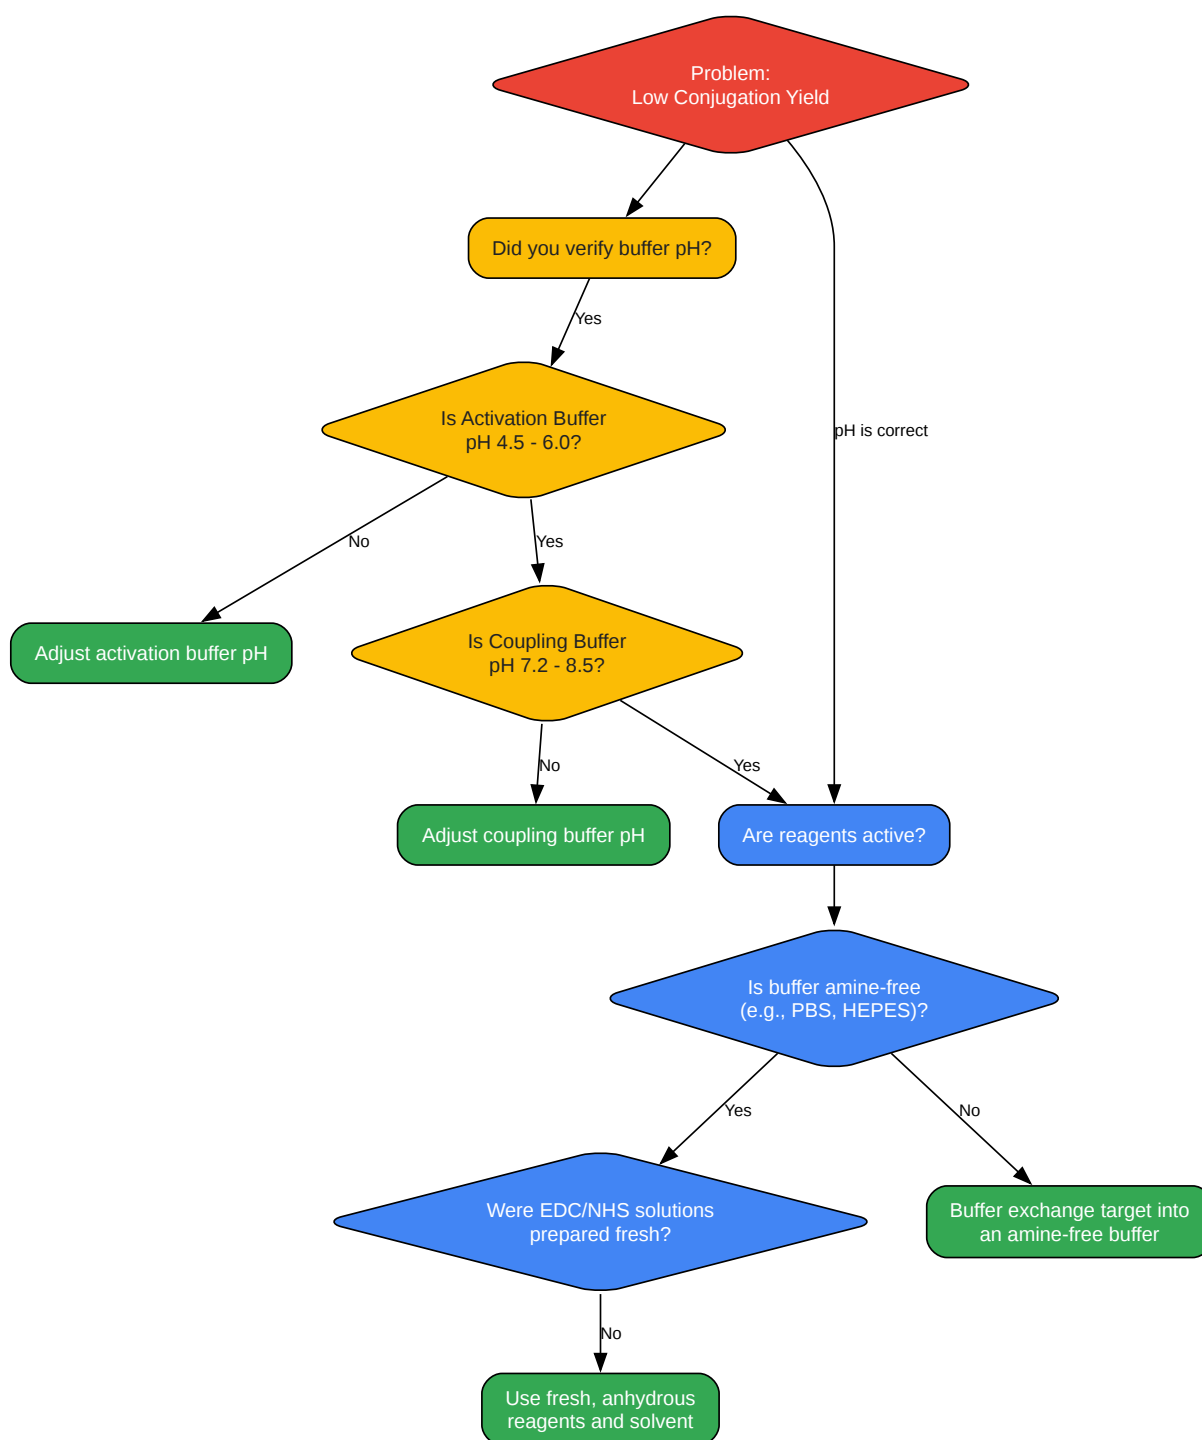 Problem:
Low Conjugation Yield
Did you verify buffer pH?
Yes
Is Activation Buffer
pH 4.5 - 6.0?
pH is correct
No
Yes
Adjust activation buffer pH
Is Coupling Buffer
pH 7.2 - 8.5?
No
Yes
Adjust coupling buffer pH
Are reagents active?
Is buffer amine-free
(e.g., PBS, HEPES)?
Yes
No
Were EDC/NHS solutions
prepared fresh?
Buffer exchange target into
an amine-free buffer
No
Use fresh, anhydrous
reagents and solvent